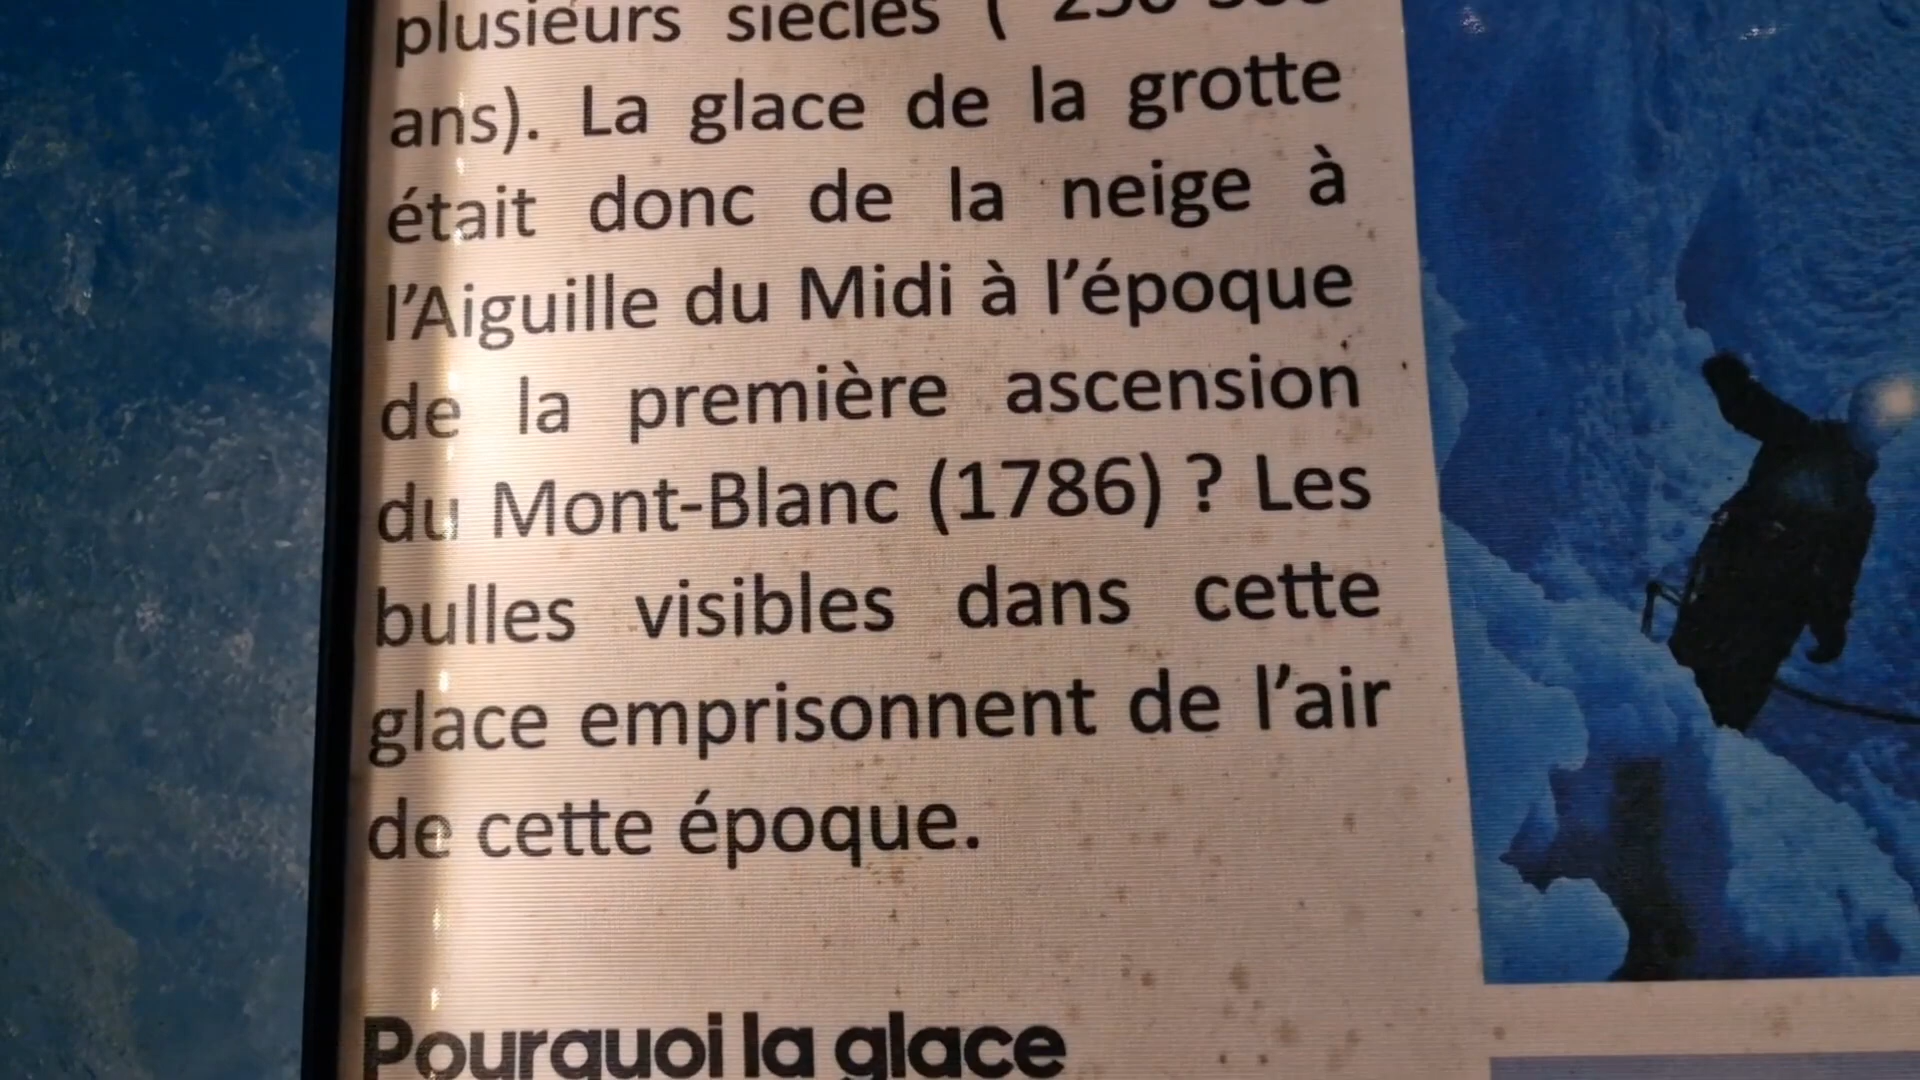 plusieurs siècles (
ans). La glace de la grotte
était donc de la neige à
l'Aiguille du Midi à l'époque
de la première ascension
du Mont-Blanc (1786) ? Les
bulles visibles dans cette
glace emprisonnent de l'air
de cette époque.
Pourquoi la glace